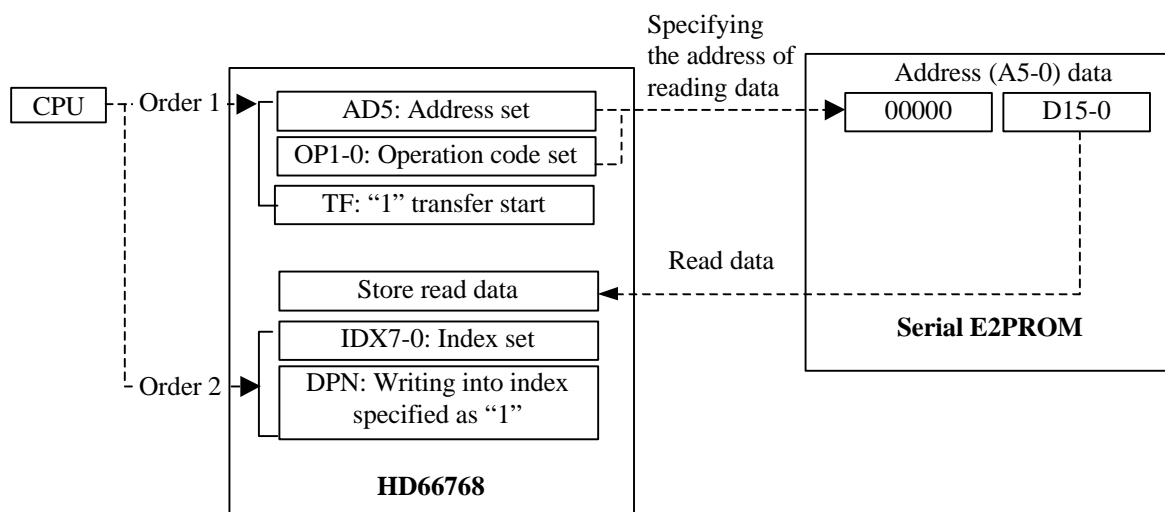 Specifying
the address of
reading data
CPU
Order 1
AD5: Address set
OP1-0: Operation code set
TF: “1” transfer start
Address (A5-0) data
00000
D15-0
Read data
Store read data
Serial E2PROM
Order 2
IDX7-0: Index set
DPN: Writing into index
specified as “1”
HD66768